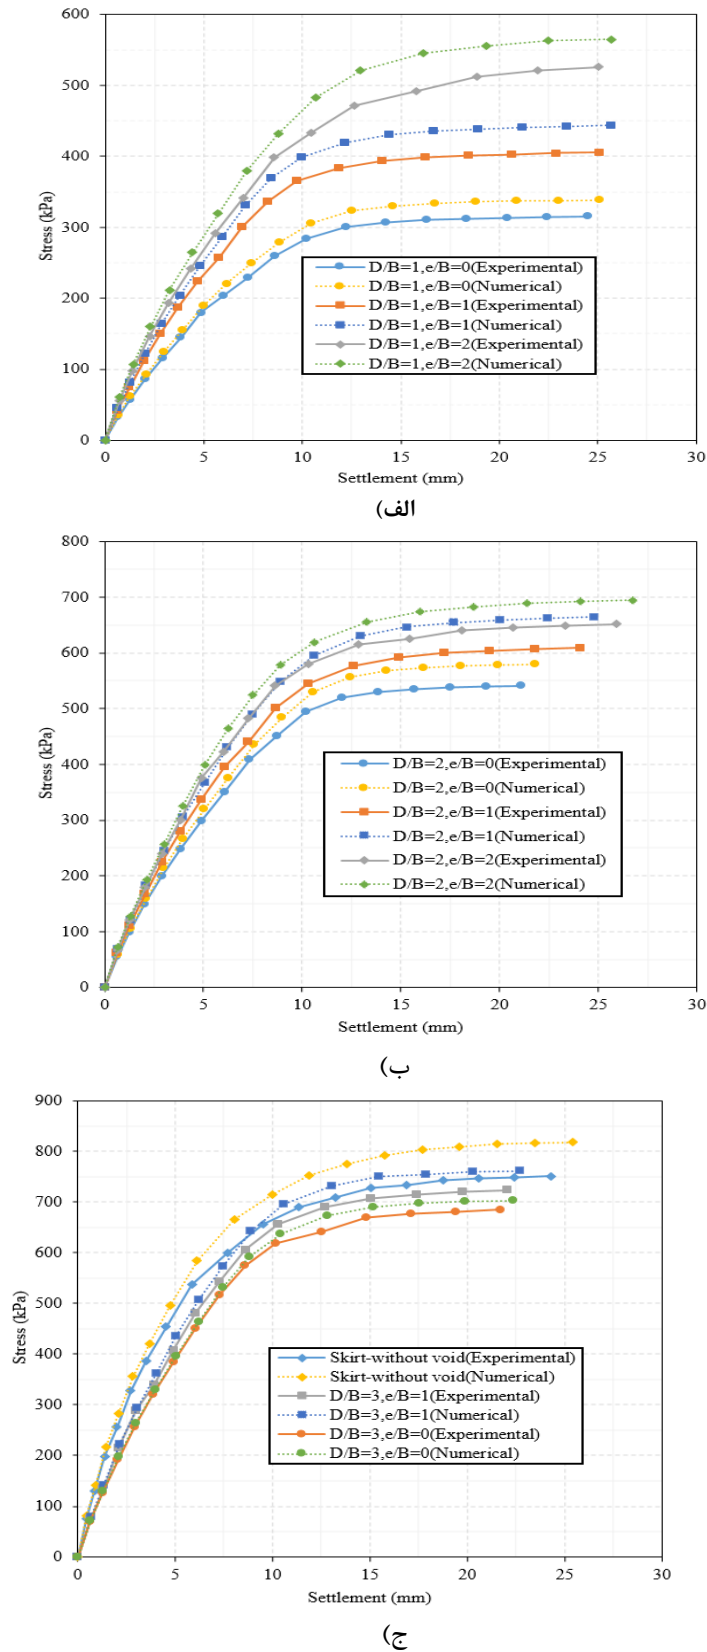 600
500
400
300
200
100
0
Stress (kPa)
D/B=1,e/B=0(Experimental)
D/B=1,e/B=0(Numerical)
D/B=1,e/B=1(Experimental)
D/B=1,e/B=1(Numerical)
D/B=1,e/B=2(Experimental)
D/B=1,e/B=2(Numerical)
0 5 10 15 20 25 30
Settlement (mm)
الف)
800
700
600
500
400
300
200
100
0
Stress (kPa)
D/B=2,e/B=0(Experimental)
D/B=2,e/B=0(Numerical)
D/B=2,e/B=1(Experimental)
D/B=2,e/B=1(Numerical)
D/B=2,e/B=2(Experimental)
D/B=2,e/B=2(Numerical)
0 5 10 15 20 25 30
Settlement (mm)
ب)
900
800
700
600
500
400
300
200
100
0
Stress (kPa)
Skirt-without void(Experimental)
Skirt-without void(Numerical)
D/B=3,e/B=1(Experimental)
D/B=3,e/B=1(Numerical)
D/B=3,e/B=0(Experimental)
D/B=3,e/B=0(Numerical)
0 5 10 15 20 25 30
Settlement (mm)
ج)